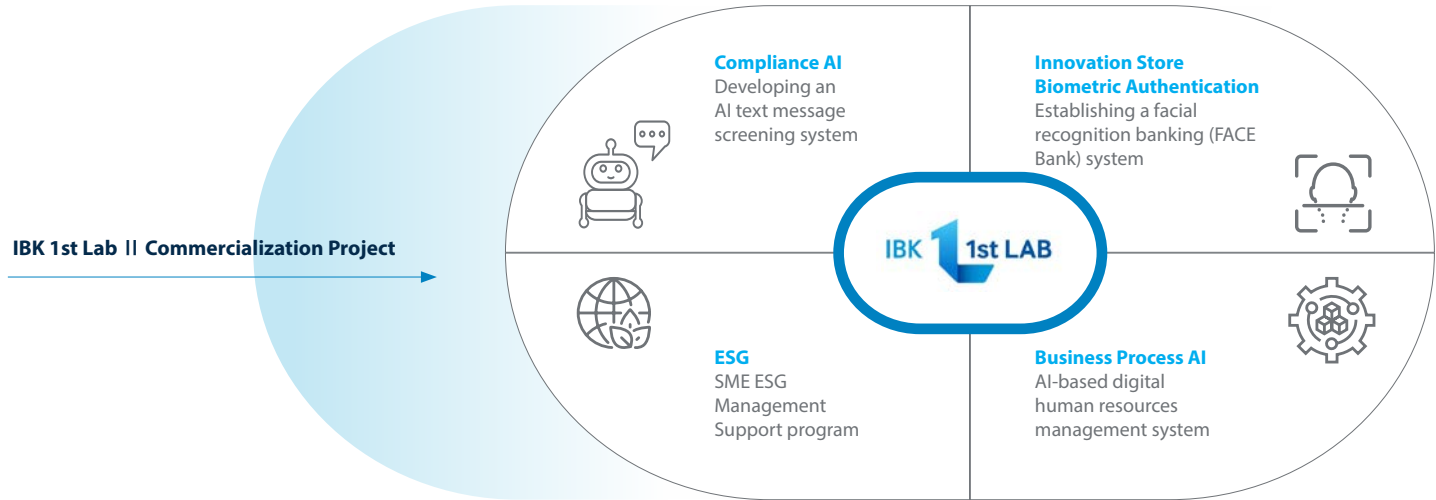 IBK 1st Lab II Commercialization Project
Compliance AI
Developing an
AI text message
screening system
Innovation Store
Biometric Authentication
Establishing a facial
recognition banking (FACE
Bank) system
IBK 1st LAB
ESG
SME ESG
Management
Support program
Business Process AI
AI-based digital
human resources
management system